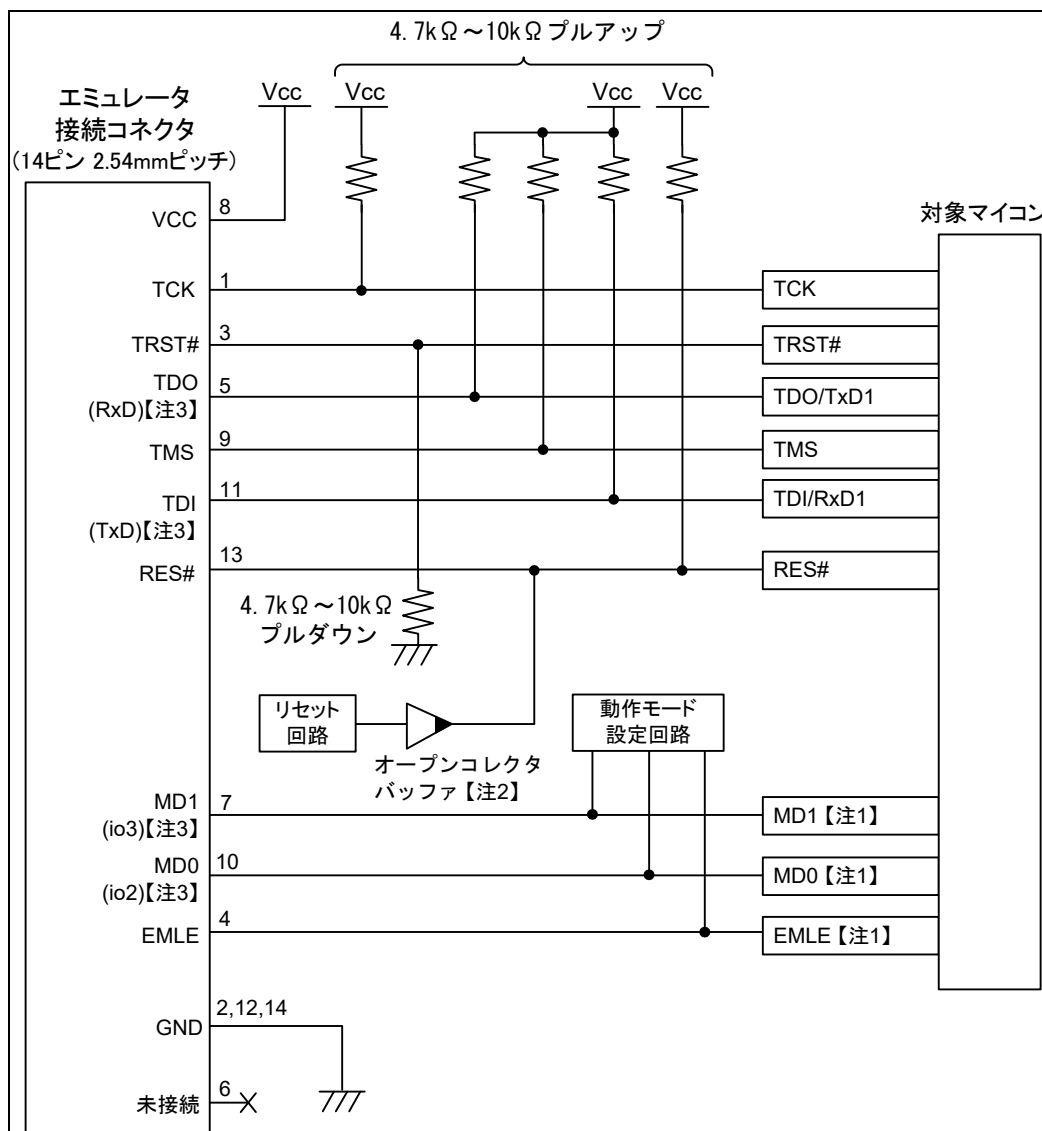 4.7kΩ～10kΩ プルアップ
エミュレータ
接続コネクタ
(14ピン 2.54mmピッチ)
Vcc
Vcc
Vcc
Vcc
対象マイコン
VCC
8
TCK
1
TCK
TRST#
3
TRST#
TDO
(RxD)【注3】
5
TDO/TxD1
TMS
9
TMS
TDI
(TxD)【注3】
11
TDI/RxD1
RES#
13
RES#
4.7kΩ～10kΩ
プルダウン
リセット
回路
オープンコレクタ
バッファ【注2】
動作モード
設定回路
MD1
(io3)【注3】
7
MD1【注1】
MD0
(io2)【注3】
10
MD0【注1】
EMLE
4
EMLE【注1】
GND
2,12,14
未接続
6